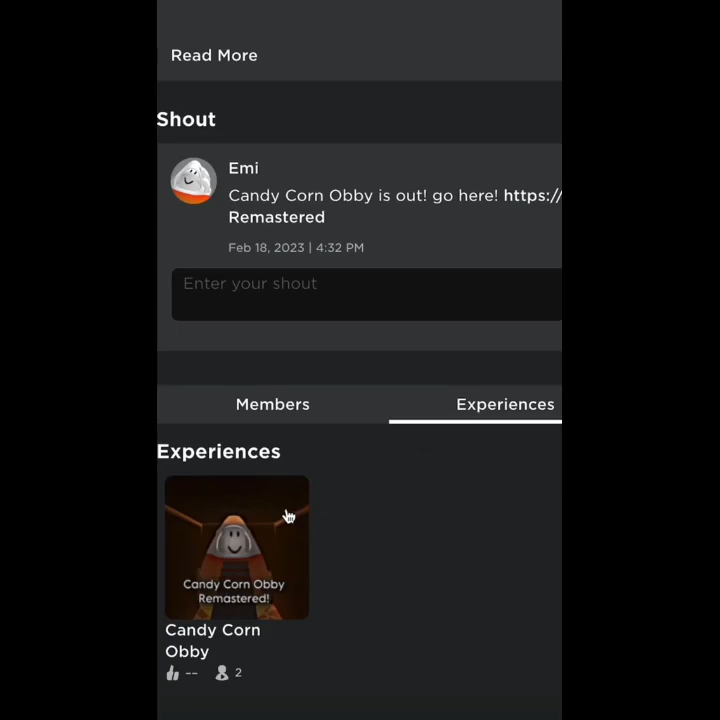 Read More
Shout
Emi
Candy Corn Obby is out! go here! https://
Remastered
Feb 18, 2023 | 4:32 PM
Enter your shout
Members
Experiences
Experiences
Candy Corn Obby
Remastered!
Candy Corn
Obby
--
2